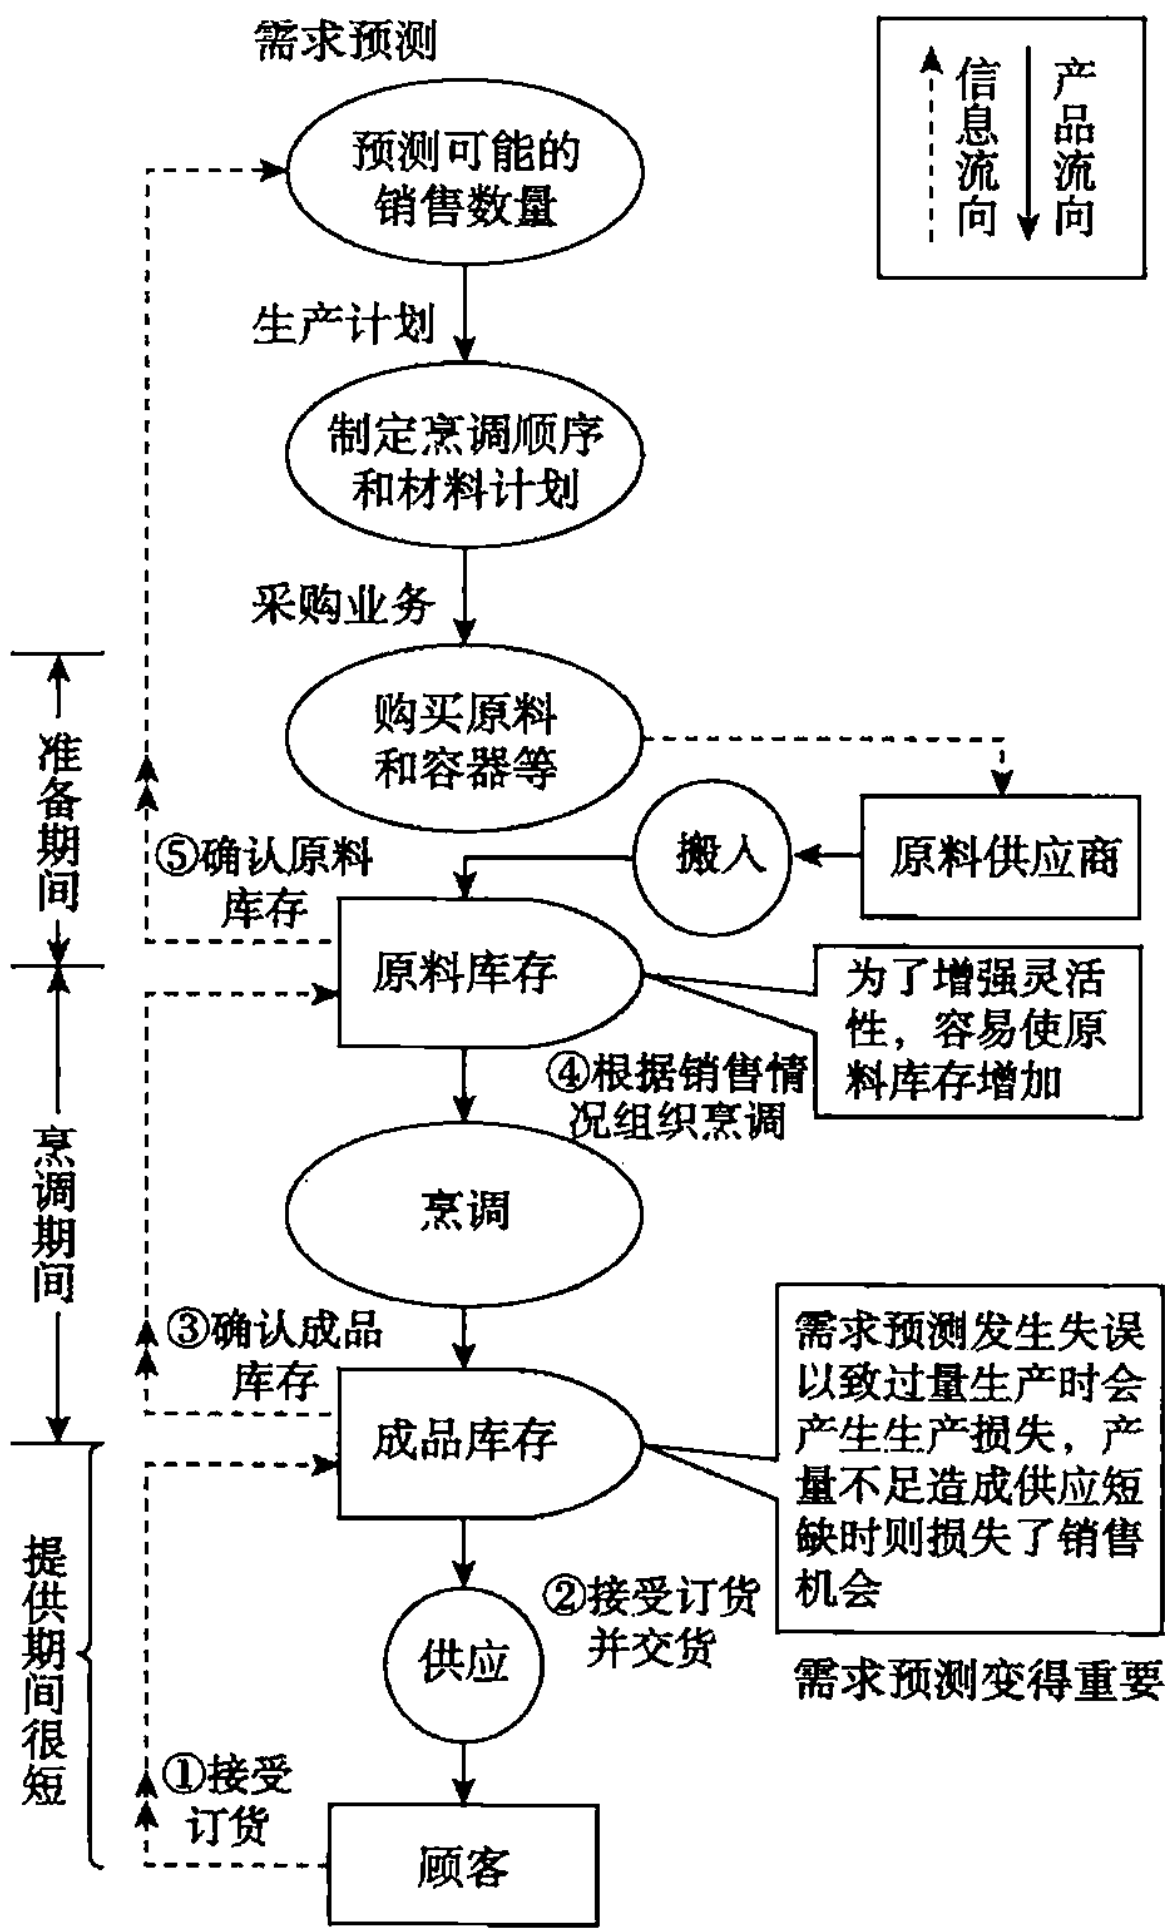 需求预测
预测可能的
销售数量
信息流向
产品流向
生产计划
制定烹调顺序
和材料计划
采购业务
购买原料
和容器等
准备期间
搬入
原料供应商
⑤确认原料
库存
原料库存
为了增强灵活
性，容易使原
料库存增加
④根据销售情
况组织烹调
烹调期间
烹调
③确认成品
库存
成品库存
需求预测发生失误
以致过量生产时会
产生生产损失，产
量不足造成供应短
缺时则损失了销售
机会
提供期间很短
②接受订货
并交货
供应
需求预测变得重要
①接受
订货
顾客